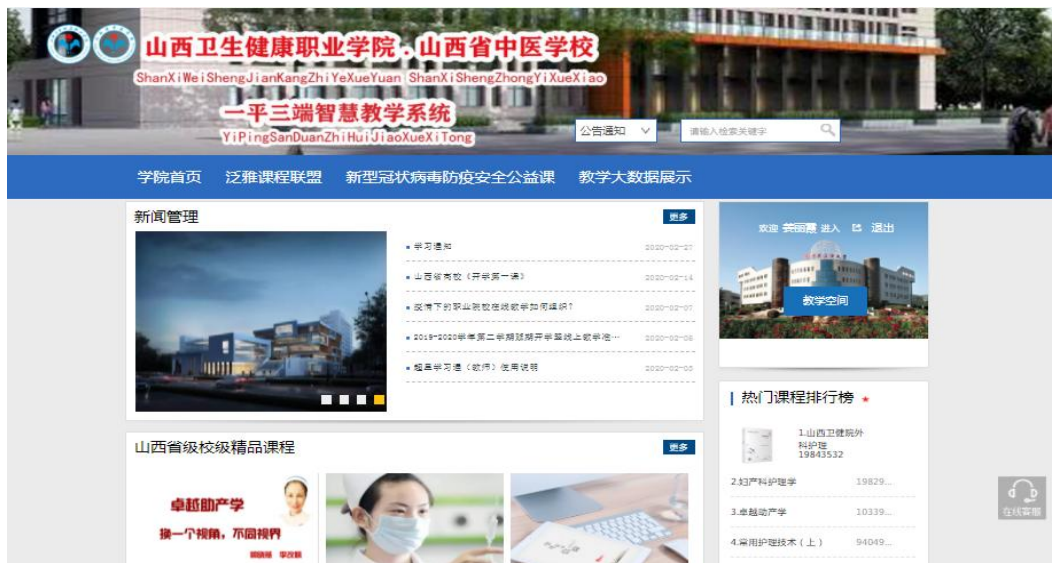 山西卫生健康职业学院．山西省中医学校
ShanXiWeiShengJianKangZhiYeXueYuan ShanXiShengZhongYiXueXiao
一平三端智慧教学系统
YiPingSanDuanZhiHuiJiaoXueXiTong
公告通知
请输入检索关键字
学院首页 泛雅课程联盟 新型冠状病毒防疫安全公益课 教学大数据展示
新闻管理 更多
学习通知 2020-02-27
山西省高校《开学第一课》 2020-02-14
疫情下的职业院校在线教学如何组织？ 2020-02-07
2019-2020学年第二学期延期开学暨线上教学准… 2020-02-06
超星学习通（教师）使用说明 2020-02-05
欢迎 进入 退出
教学空间
热门课程排行榜 ★
1.山西卫健院外
科护理
19843532
2.妇产科护理学 19829...
3.卓越助产学 10339...
4.常用护理技术（上） 94049...
山西省级校级精品课程 更多
卓越助产学
换一个视角，不同视界
在线客服